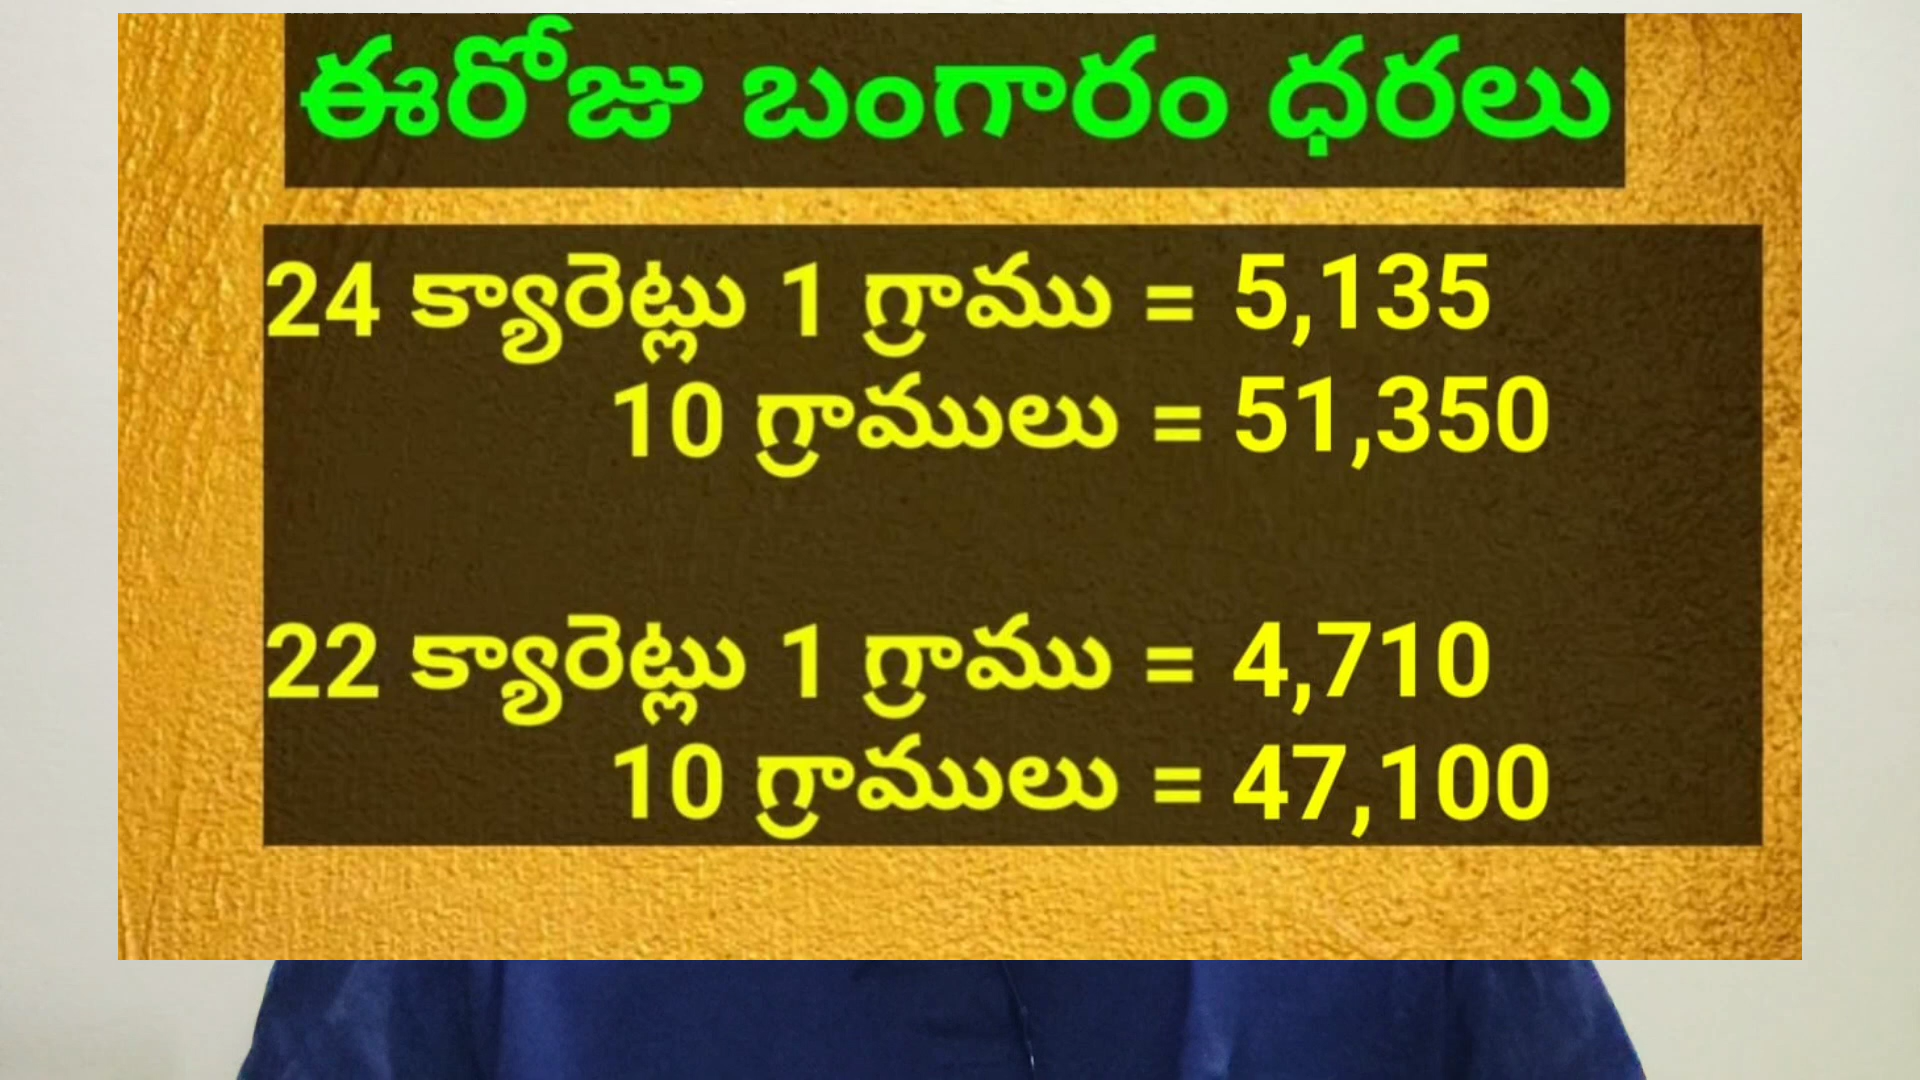 ఈరోజు బంగారం ధరలు
24 క్యారెట్లు 1 గ్రాము = 5,135
10 గ్రాములు = 51,350
22 క్యారెట్లు 1 గ్రాము = 4,710
10 గ్రాములు = 47,100